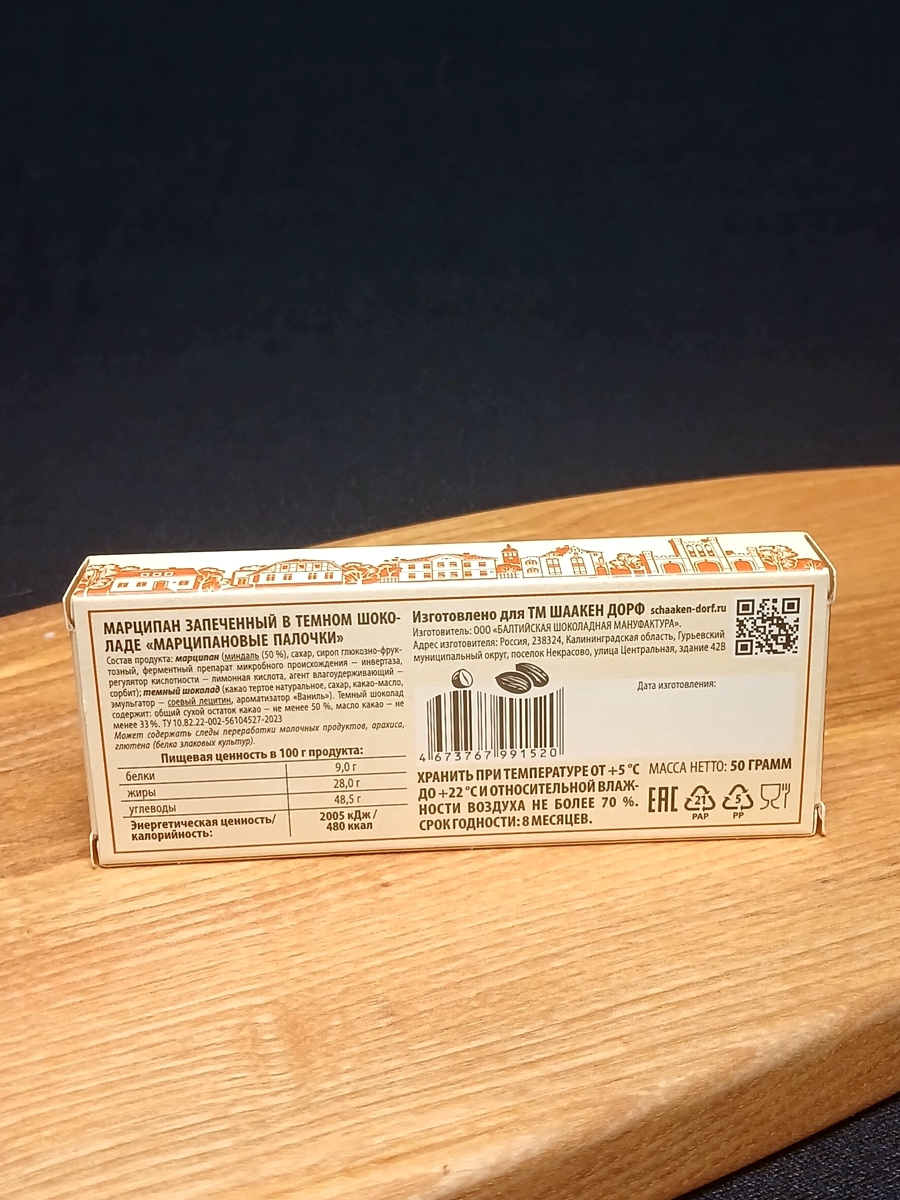 МАРЦИПАН ЗАПЕЧЕННЫЙ В ТЕМНОМ ШОКО-
ЛАДЕ «МАРЦИПАНОВЫЕ ПАЛОЧКИ»
Состав продукта: марципан (миндаль (50 %), сахар, сироп глюкозно-фрук-
тозный, ферментный препарат микробного происхождения – инвертаза,
регулятор кислотности – лимонная кислота, агент влагоудерживающий –
сорбит); темный шоколад (какао тертое натуральное, сахар, какао-масло,
эмульгатор – соевый лецитин, ароматизатор «Ваниль»). Темный шоколад
содержит: общий сухой остаток какао – не менее 50 %, масло какао – не
менее 33 %. ТУ 10.82.22-002-56104527-2023
Может содержать следы переработки молочных продуктов, арахиса,
глютена (белка злаковых культур).
Пищевая ценность в 100 г продукта:
белки 9,0 г
жиры 28,0 г
углеводы 48,5 г
Энергетическая ценность/ 2005 кДж /
калорийность: 480 ккал
Изготовлено для ТМ ШААКЕН ДОРФ schaaken-dorf.ru
Изготовитель: ООО «БАЛТИЙСКАЯ ШОКОЛАДНАЯ МАНУФАКТУРА».
Адрес изготовителя: Россия, 238324, Калининградская область, Гурьевский
муниципальный округ, поселок Некрасово, улица Центральная, здание 42В
Дата изготовления:
4 673767 991520
ХРАНИТЬ ПРИ ТЕМПЕРАТУРЕ ОТ +5 °С
ДО +22 °С И ОТНОСИТЕЛЬНОЙ ВЛАЖ-
НОСТИ ВОЗДУХА НЕ БОЛЕЕ 70 %.
СРОК ГОДНОСТИ: 8 МЕСЯЦЕВ.
МАССА НЕТТО: 50 ГРАММ
EAC 21 5
PAP PP